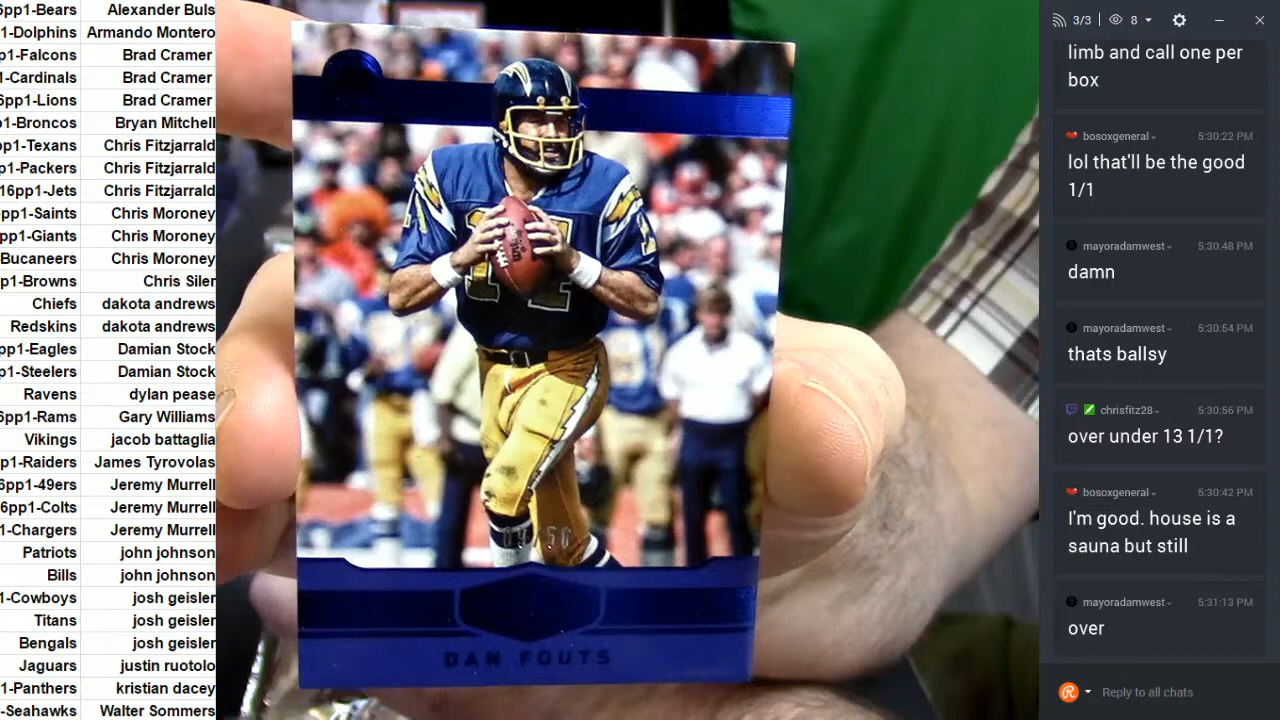 6pp1-Bears Alexander Buls
1-Dolphins Armando Montero
pp1-Falcons Brad Cramer
1-Cardinals Brad Cramer
6pp1-Lions Brad Cramer
p1-Broncos Bryan Mitchell
pp1-Texans Chris Fitzjarrald
p1-Packers Chris Fitzjarrald
16pp1-Jets Chris Fitzjarrald
pp1-Saints Chris Moroney
pp1-Giants Chris Moroney
Bucaneers Chris Moroney
p1-Browns Chris Siler
Chiefs dakota andrews
Redskins dakota andrews
pp1-Eagles Damian Stock
p1-Steelers Damian Stock
Ravens dylan pease
6pp1-Rams Gary Williams
Vikings jacob battaglia
p1-Raiders James Tyrovolas
6pp1-49ers Jeremy Murrell
6pp1-Colts Jeremy Murrell
1-Chargers Jeremy Murrell
Patriots john johnson
Bills john johnson
1-Cowboys josh geisler
Titans josh geisler
Bengals josh geisler
Jaguars justin ruotolo
1-Panthers kristian dacey
-Seahawks Walter Sommers
14
/50
DAN FOUTS
3/3 8
limb and call one per
box
bosoxgeneral 5:30:22 PM
lol that'll be the good
1/1
mayoradamwest 5:30:48 PM
damn
mayoradamwest 5:30:54 PM
thats ballsy
chrisfitz28 5:30:56 PM
over under 13 1/1?
bosoxgeneral 5:30:42 PM
I'm good. house is a
sauna but still
mayoradamwest 5:31:13 PM
over
Reply to all chats